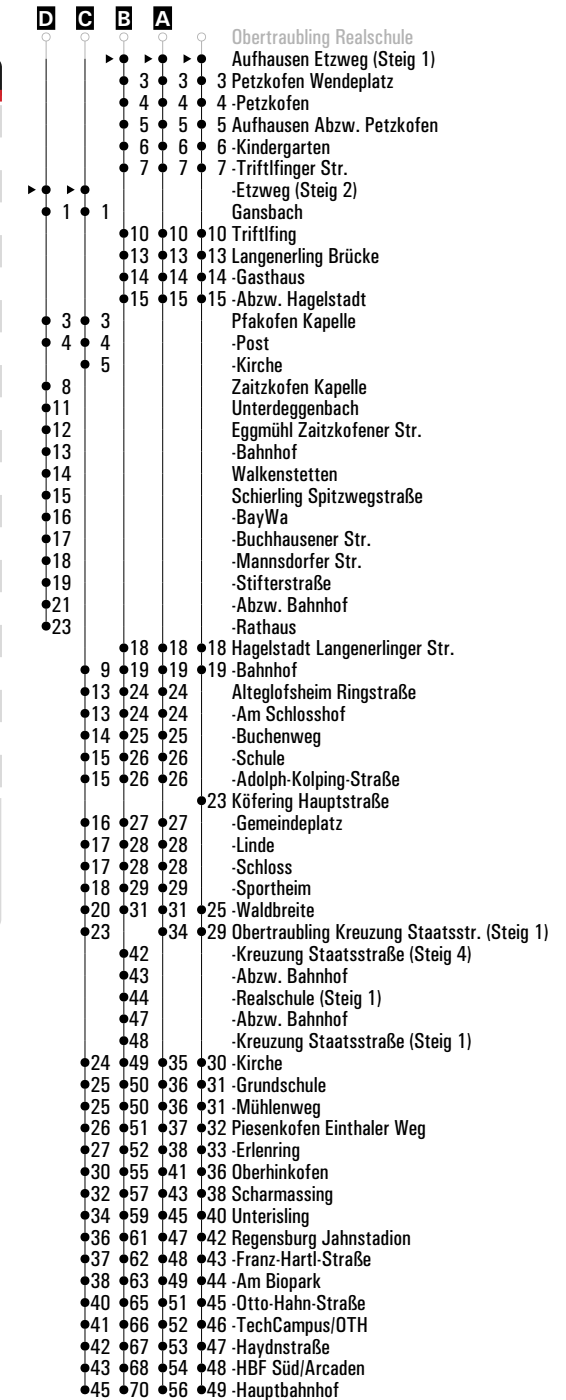 D C B A
Obertraubling Realschule
Aufhausen Etzweg (Steig 1)
3 3 3 Petzkofen Wendeplatz
4 4 4 -Petzkofen
5 5 5 Aufhausen Abzw. Petzkofen
6 6 6 -Kindergarten
7 7 7 -Triftlfinger Str.
-Etzweg (Steig 2)
1 1 Gansbach
10 10 10 Triftlfing
13 13 13 Langenerling Brücke
14 14 14 -Gasthaus
15 15 15 -Abzw. Hagelstadt
3 3 Pfakofen Kapelle
4 4 -Post
5 -Kirche
8 Zaitzkofen Kapelle
11 Unterdeggenbach
12 Eggmühl Zaitzkofener Str.
13 -Bahnhof
14 Walkenstetten
15 Schierling Spitzwegstraße
16 -BayWa
17 -Buchhausener Str.
18 -Mannsdorfer Str.
19 -Stifterstraße
21 -Abzw. Bahnhof
23 -Rathaus
18 18 18 Hagelstadt Langenerlinger Str.
9 19 19 19 -Bahnhof
13 24 24 Alteglofsheim Ringstraße
13 24 24 -Am Schlosshof
14 25 25 -Buchenweg
15 26 26 -Schule
15 26 26 -Adolph-Kolping-Straße
23 Köfering Hauptstraße
16 27 27 -Gemeindeplatz
17 28 28 -Linde
17 28 28 -Schloss
18 29 29 -Sportheim
20 31 31 25 -Waldbreite
23 34 29 Obertraubling Kreuzung Staatsstr. (Steig 1)
42 -Kreuzung Staatsstraße (Steig 4)
43 -Abzw. Bahnhof
44 -Realschule (Steig 1)
47 -Abzw. Bahnhof
48 -Kreuzung Staatsstraße (Steig 1)
24 49 35 30 -Kirche
25 50 36 31 -Grundschule
25 50 36 31 -Mühlenweg
26 51 37 32 Piesenkofen Einthaler Weg
27 52 38 33 -Erlenring
30 55 41 36 Oberhinkofen
32 57 43 38 Scharmassing
34 59 45 40 Unterisling
36 61 47 42 Regensburg Jahnstadion
37 62 48 43 -Franz-Hartl-Straße
38 63 49 44 -Am Biopark
40 65 51 45 -Otto-Hahn-Straße
41 66 52 46 -TechCampus/OTH
42 67 53 47 -Haydnstraße
43 68 54 48 -HBF Süd/Arcaden
45 70 56 49 -Hauptbahnhof